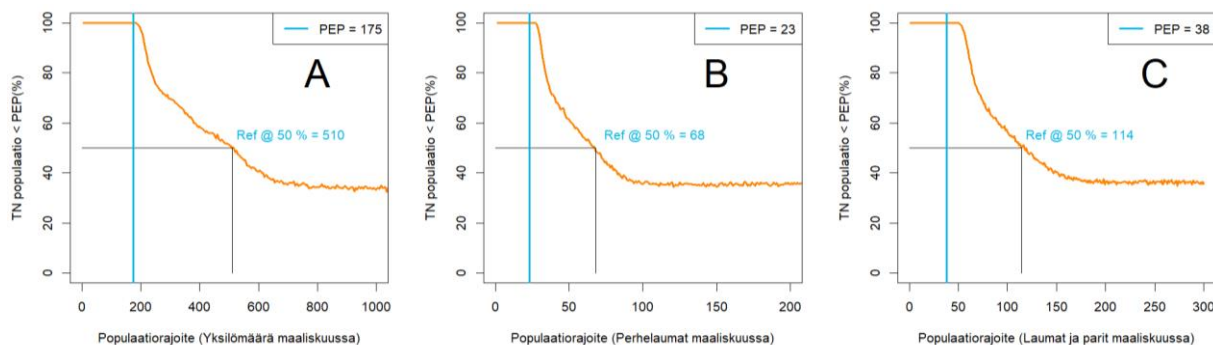 PEP = 175
A
Ref @ 50 % = 510
TN populaatio < PEP(%)
0 20 40 60 80 100
0 200 400 600 800 1000
Populaatiorajoite (Yksilömäärä maaliskuussa)
PEP = 23
B
Ref @ 50 % = 68
TN populaatio < PEP(%)
0 20 40 60 80 100
0 50 100 150 200
Populaatiorajoite (Perhelaumat maaliskuussa)
PEP = 38
C
Ref @ 50 % = 114
TN populaatio < PEP(%)
0 20 40 60 80 100
0 50 100 150 200 250 300
Populaatiorajoite (Laumat ja parit maaliskuussa)